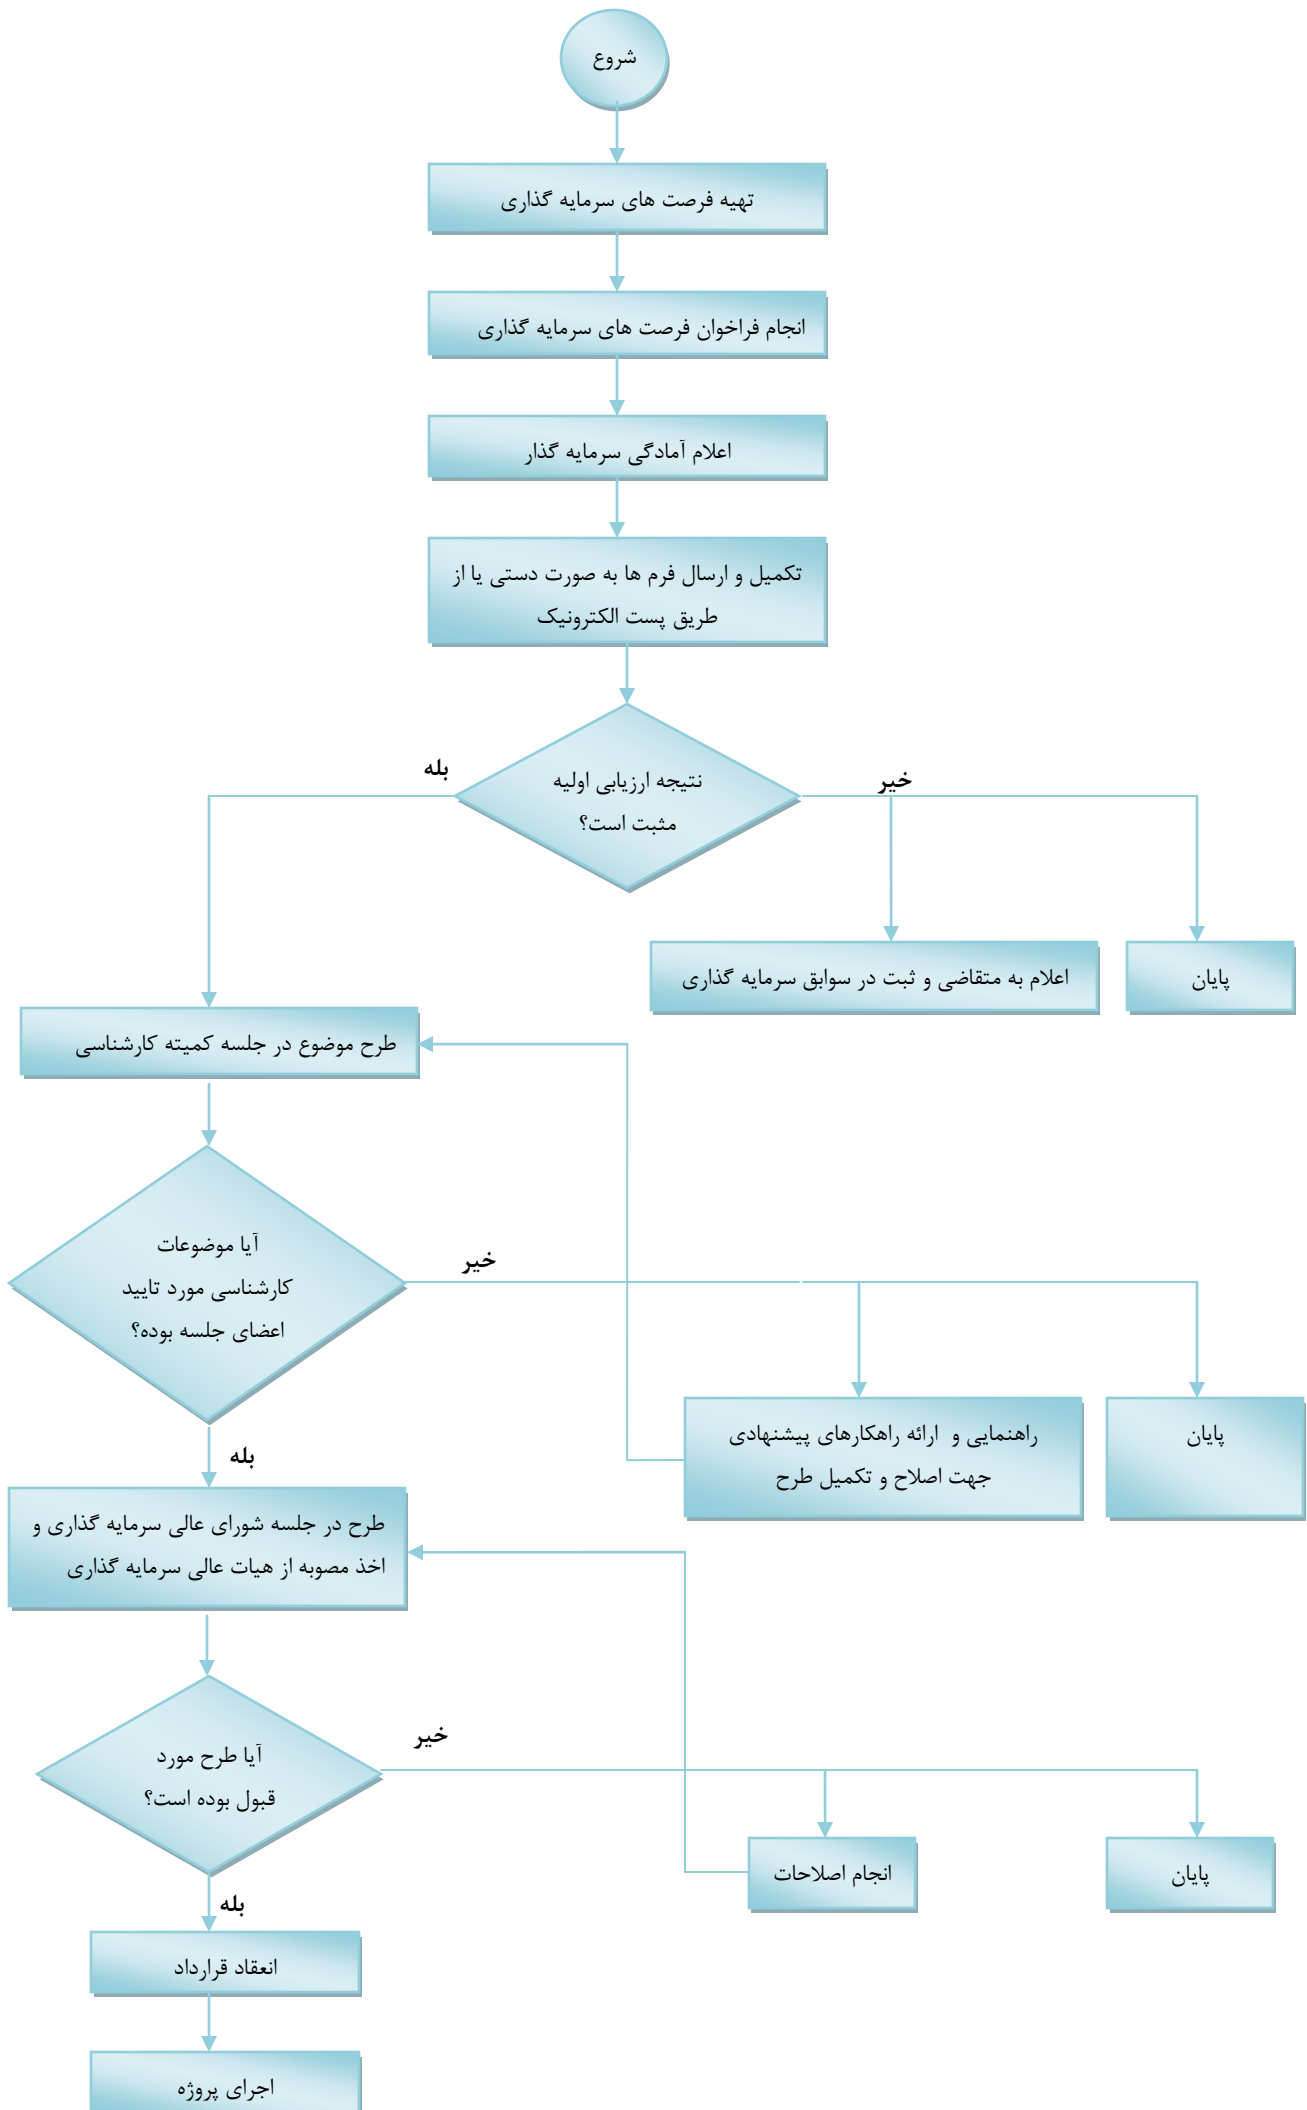 شروع
تهیه فرصت های سرمایه گذاری
انجام فراخوان فرصت های سرمایه گذاری
اعلام آمادگی سرمایه گذار
تکمیل و ارسال فرم ها به صورت دستی یا از
طریق پست الکترونیک
نتیجه ارزیابی اولیه
مثبت است؟
خیر
بله
پایان
اعلام به متقاضی و ثبت در سوابق سرمایه گذاری
طرح موضوع در جلسه کمیته کارشناسی
آیا موضوعات
کارشناسی مورد تایید
اعضای جلسه بوده؟
خیر
پایان
راهنمایی و ارائه راهکارهای پیشنهادی
جهت اصلاح و تکمیل طرح
بله
طرح در جلسه شورای عالی سرمایه گذاری و
اخذ مصوبه از هیات عالی سرمایه گذاری
آیا طرح مورد
قبول بوده است؟
خیر
پایان
انجام اصلاحات
بله
انعقاد قرارداد
اجرای پروژه